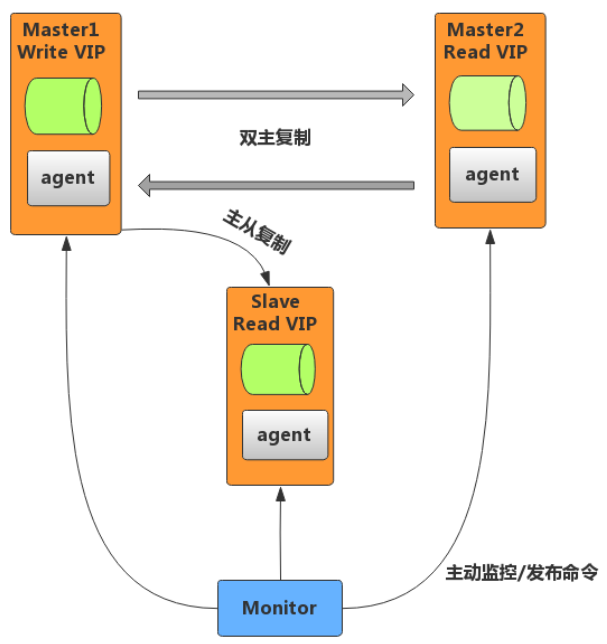 Master1
Write VIP
agent
Master2
Read VIP
agent
双主复制
主从复制
Slave
Read VIP
agent
主动监控/发布命令
Monitor